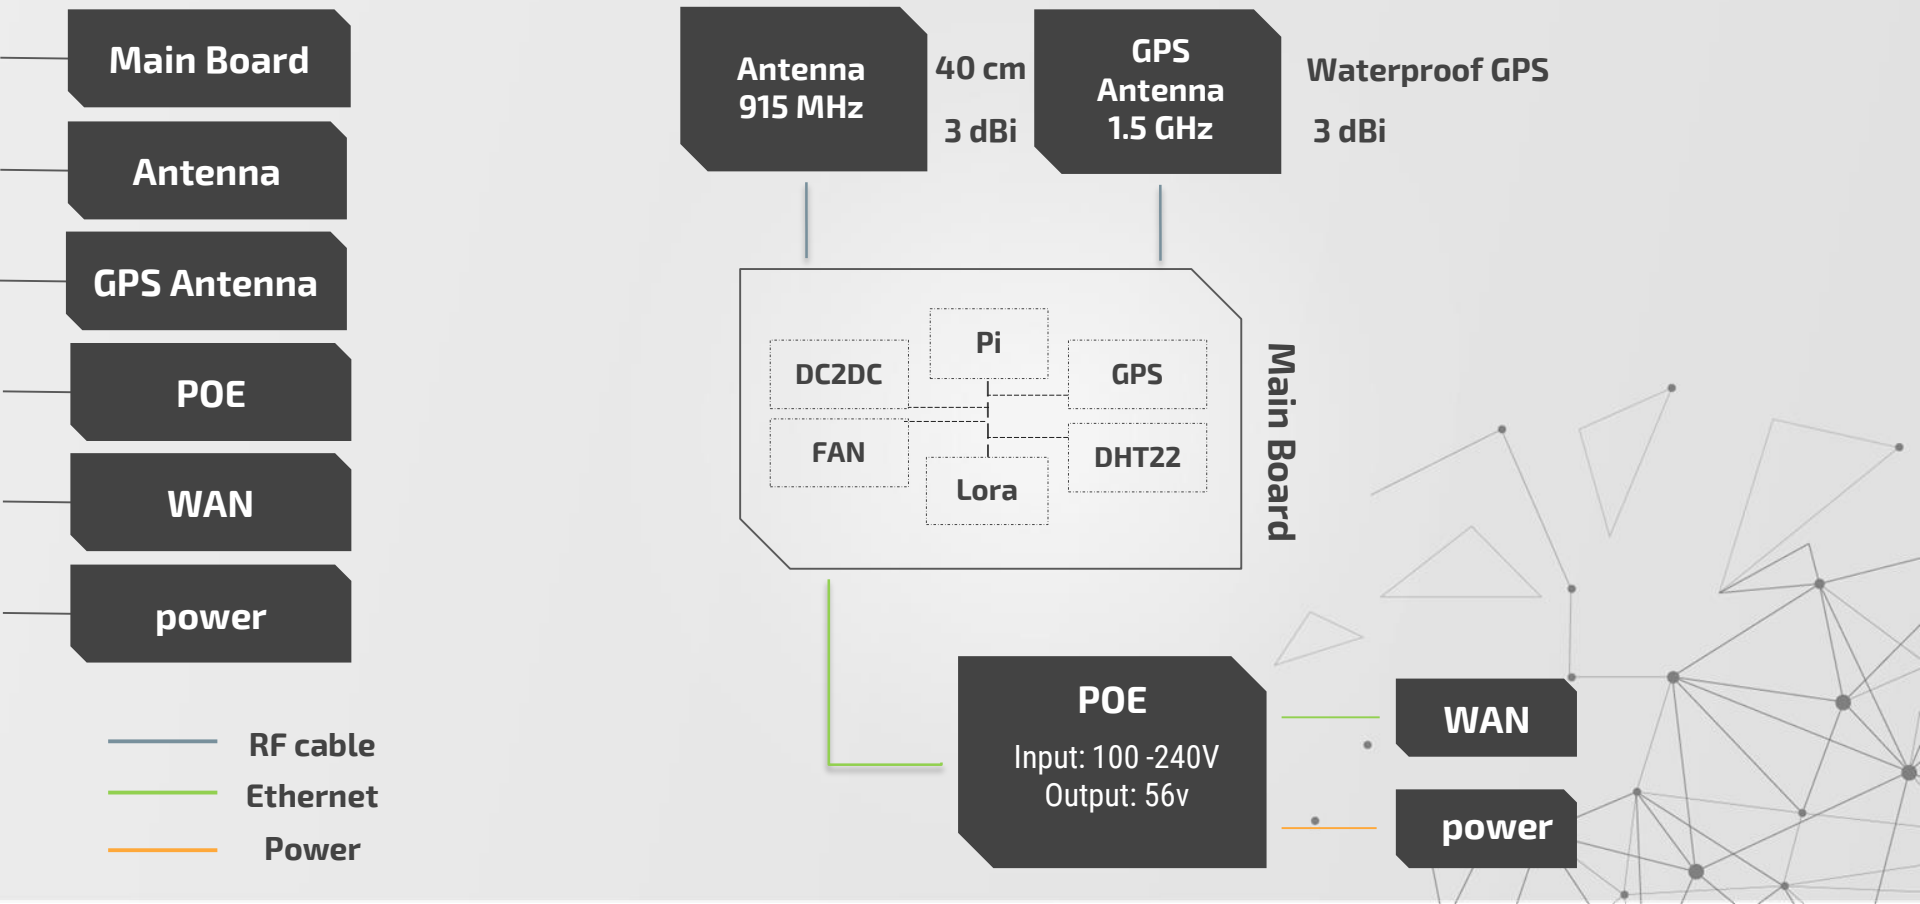 Main Board
Antenna
GPS Antenna
POE
WAN
power
RF cable
Ethernet
Power
Antenna
915 MHz
40 cm
3 dBi
GPS
Antenna
1.5 GHz
Waterproof GPS
3 dBi
Pi
DC2DC
GPS
FAN
DHT22
Lora
Main Board
POE
Input: 100 -240V
Output: 56v
WAN
power